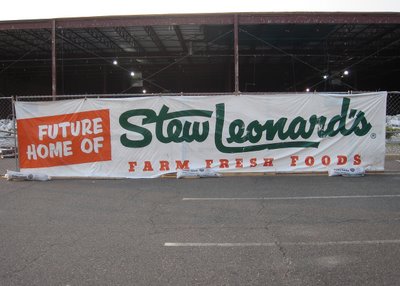 FUTURE
HOME OF
Stew Leonard's®
FARM FRESH FOODS